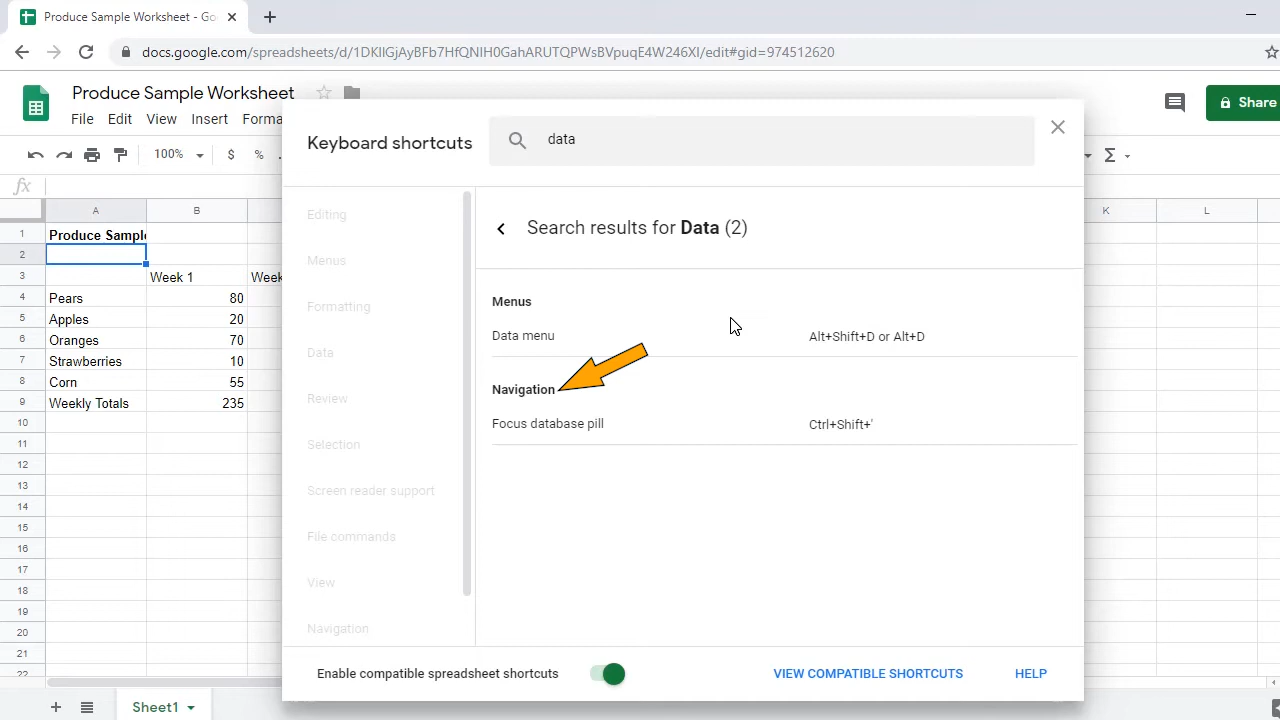 Produce Sample Worksheet - Go
docs.google.com/spreadsheets/d/1DKIlGjAyBFb7HfQNIH0GahARUTQPWsBVpuqE4W246XI/edit#gid=974512620
Produce Sample Worksheet
File Edit View Insert Forma
Share
100% $ % .
fx
Keyboard shortcuts
data
A B K L
1 Produce Sampl
2
3 Week 1 Week
4 Pears 80
5 Apples 20
6 Oranges 70
7 Strawberries 10
8 Corn 55
9 Weekly Totals 235
10
11
12
13
14
15
16
17
18
19
20
21
22
Editing
Menus
Formatting
Data
Review
Selection
Screen reader support
File commands
View
Navigation
Search results for Data (2)
Menus
Data menu Alt+Shift+D or Alt+D
Navigation
Focus database pill Ctrl+Shift+'
Enable compatible spreadsheet shortcuts
VIEW COMPATIBLE SHORTCUTS
HELP
Sheet1